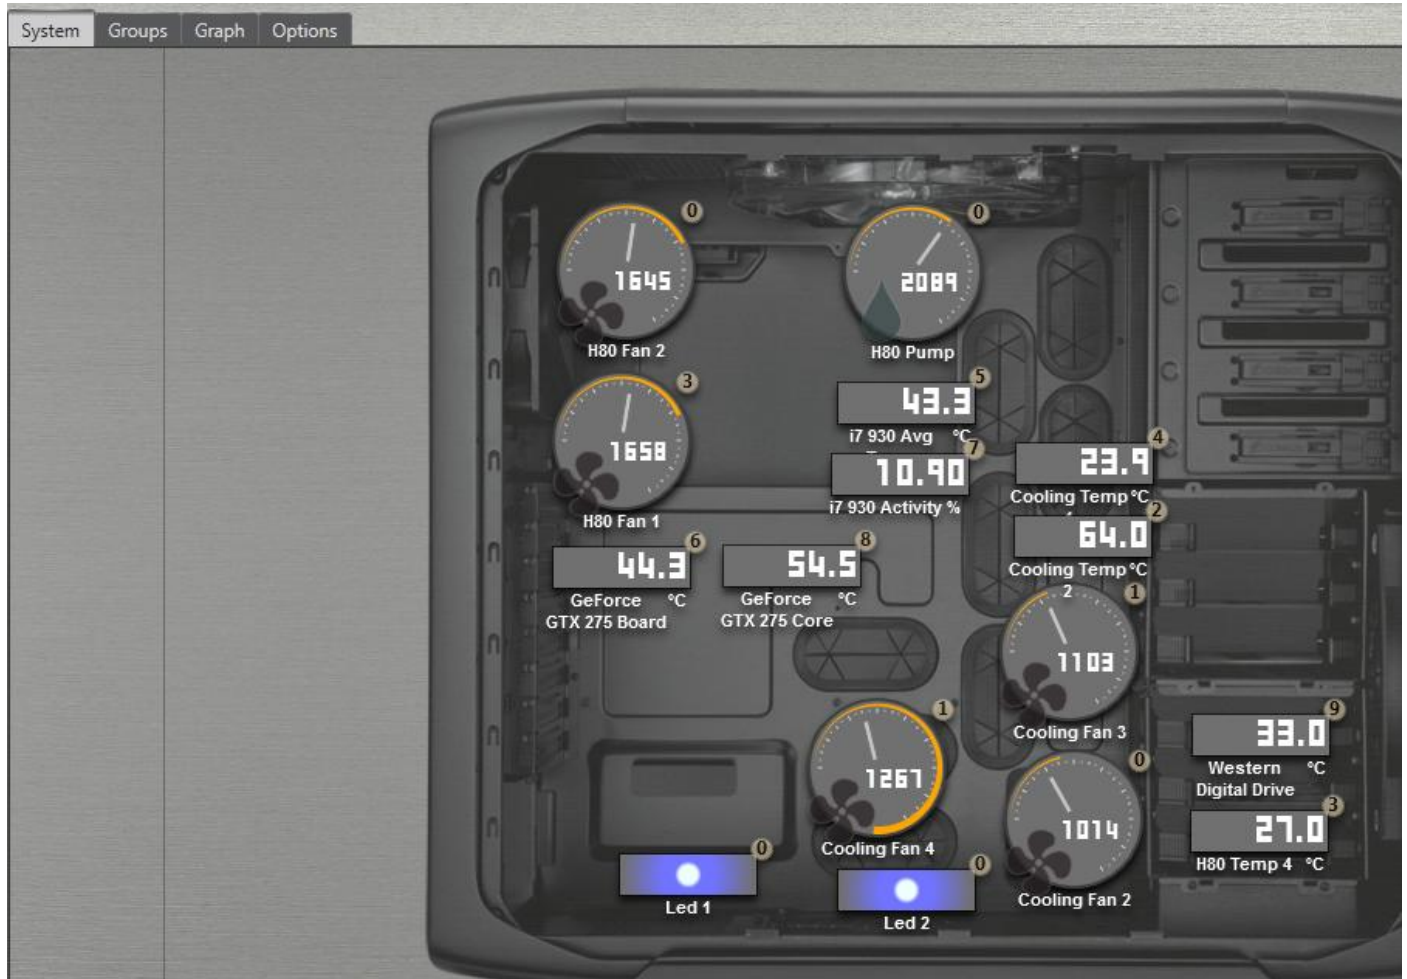 System Groups Graph Options
0
1645
H80 Fan 2
0
2089
H80 Pump
3
1658
H80 Fan 1
5
43.3
i7 930 Avg °C
7
10.90
i7 930 Activity %
4
23.9
Cooling Temp °C
2
64.0
Cooling Temp °C
2
6
44.3
GeForce °C
GTX 275 Board
8
54.5
GeForce °C
GTX 275 Core
1
1103
Cooling Fan 3
1
1267
Cooling Fan 4
0
1014
Cooling Fan 2
9
33.0
Western °C
Digital Drive
3
27.0
H80 Temp 4 °C
0
Led 1
0
Led 2